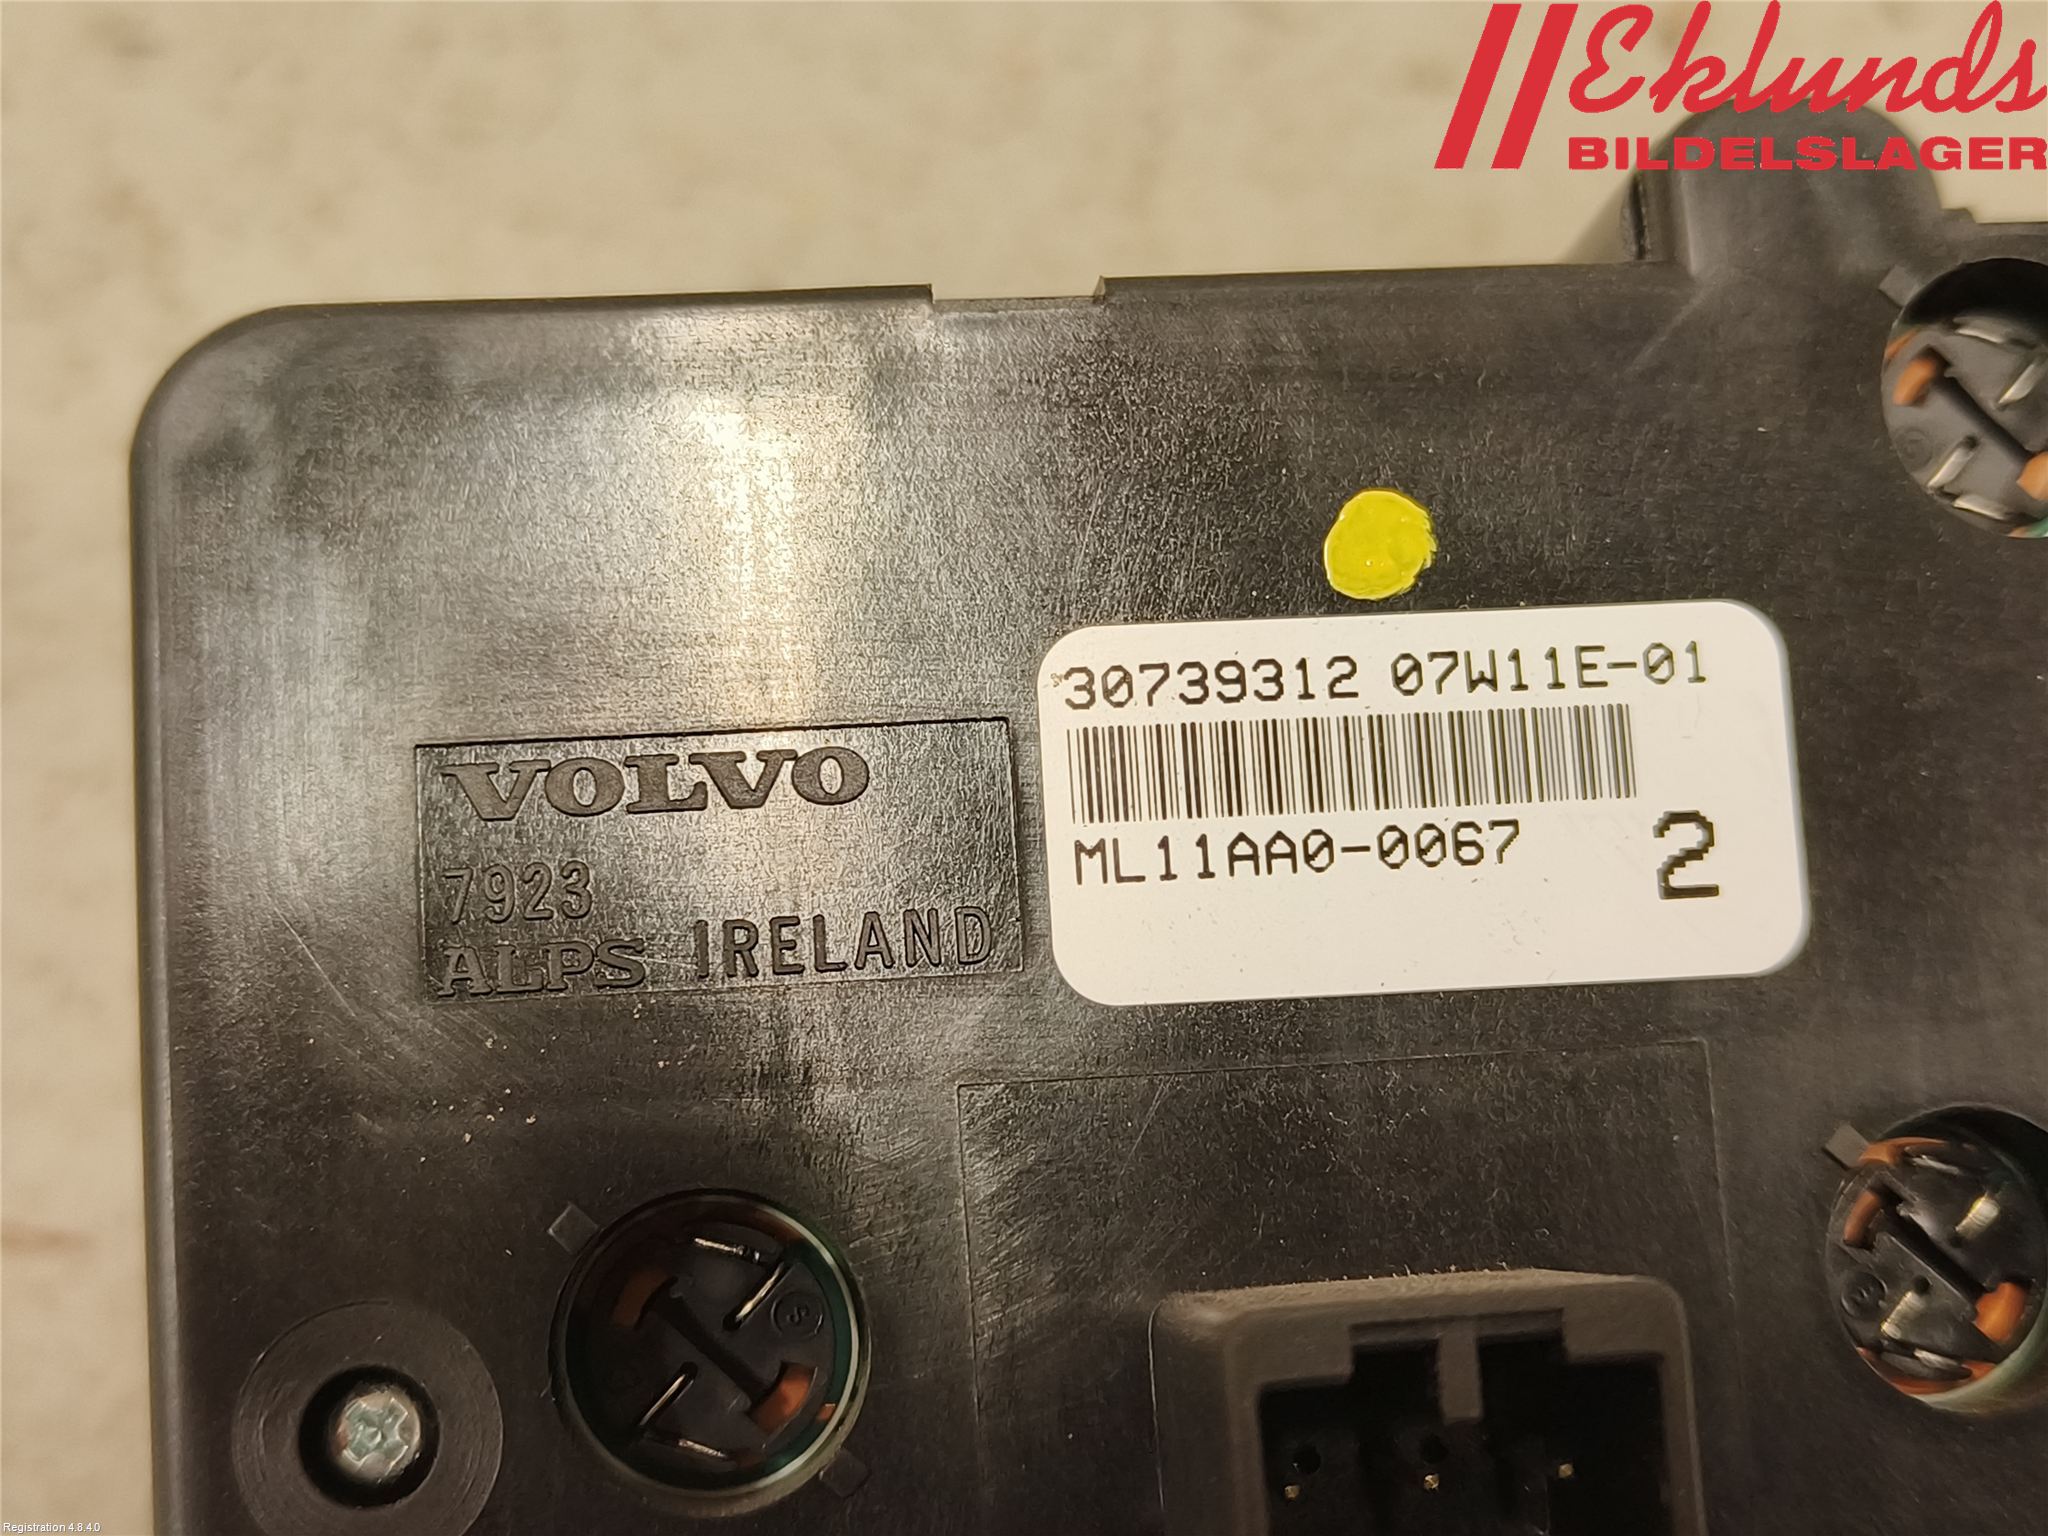 Eklunds
BILDELSLAGER
30739312 07W11E-01
ML11AA0-0067
2
VOLVO
7923
ALPS IRELAND
Registration 4.8.4.0